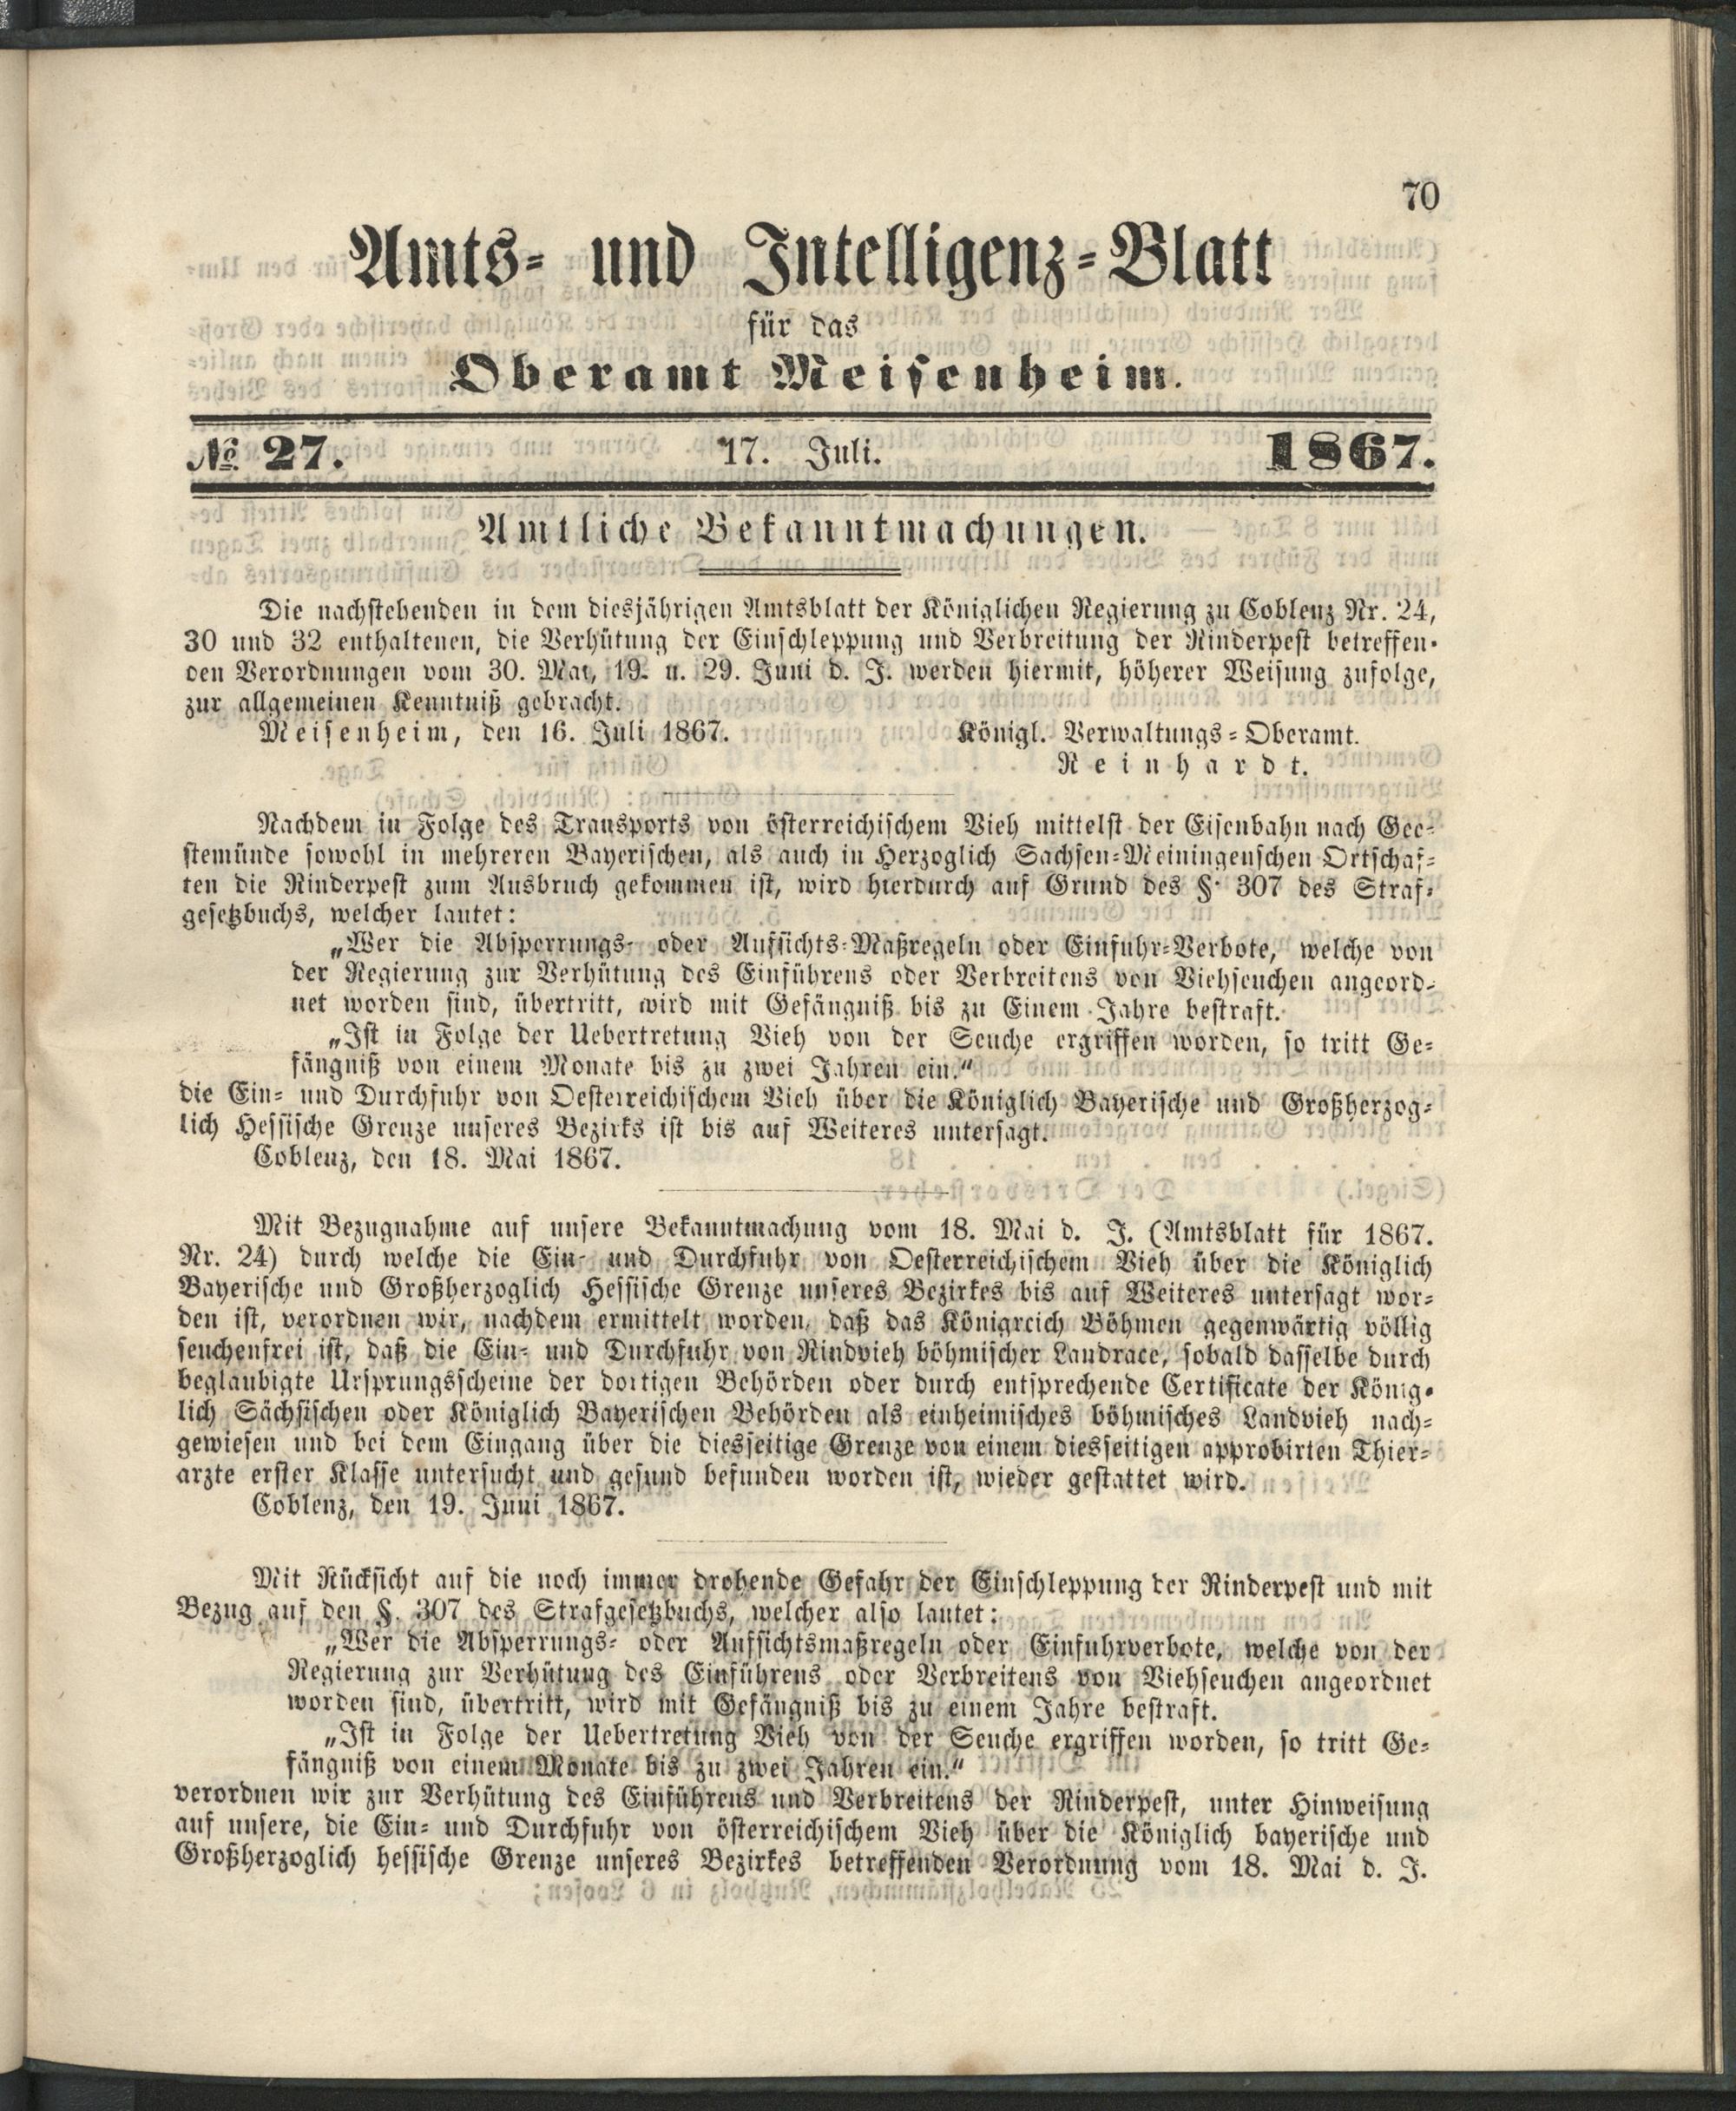 70
Amts- und Intelligenz-Blatt
für das
Oberamt Meisenheim.
No. 27. 17. Juli. 1867.
Amtliche Bekanntmachungen.
Die nachstehenden in dem diesjährigen Amtsblatt der Königlichen Regierung zu Coblenz Nr. 24,
30 und 32 enthaltenen, die Verhütung der Einschleppung und Verbreitung der Rinderpest betreffen-
den Verordnungen vom 30. Mai, 19. u. 29. Juni d. J. werden hiermit, höherer Weisung zufolge,
zur allgemeinen Kenntniß gebracht.
Meisenheim, den 16. Juli 1867. Königl. Verwaltungs-Oberamt.
Reinhardt.
Nachdem in Folge des Transports von österreichischem Vieh mittelst der Eisenbahn nach Gee-
stemünde sowohl in mehreren Bayerischen, als auch in Herzoglich Sachsen-Meiningenschen Ortschaf-
ten die Rinderpest zum Ausbruch gekommen ist, wird hierdurch auf Grund des §. 307 des Straf-
gesetzbuchs, welcher lautet:
„Wer die Absperrungs- oder Aufsichts-Maßregeln oder Einfuhr-Verbote, welche von
der Regierung zur Verhütung des Einführens oder Verbreitens von Viehseuchen angeord-
net worden sind, übertritt, wird mit Gefängniß bis zu Einem Jahre bestraft.
„Ist in Folge der Uebertretung Vieh von der Seuche ergriffen worden, so tritt Ge-
fängniß von einem Monate bis zu zwei Jahren ein.“
die Ein- und Durchfuhr von Oesterreichischem Vieh über die Königlich Bayerische und Großherzog-
lich Hessische Grenze unseres Bezirks ist bis auf Weiteres untersagt.
Coblenz, den 18. Mai 1867.
Mit Bezugnahme auf unsere Bekanntmachung vom 18. Mai d. J. (Amtsblatt für 1867.
Nr. 24) durch welche die Ein- und Durchfuhr von Oesterreichischem Vieh über die Königlich
Bayerische und Großherzoglich Hessische Grenze unseres Bezirkes bis auf Weiteres untersagt wor-
den ist, verordnen wir, nachdem ermittelt worden, daß das Königreich Böhmen gegenwärtig völlig
seuchenfrei ist, daß die Ein- und Durchfuhr von Rindvieh böhmischer Landrace, sobald dasselbe durch
beglaubigte Ursprungsscheine der dortigen Behörden oder durch entsprechende Certificate der König-
lich Sächsischen oder Königlich Bayerischen Behörden als einheimisches böhmisches Landvieh nach-
gewiesen und bei dem Eingang über die diesseitige Grenze von einem diesseitigen approbirten Thier-
arzte erster Klasse untersucht und gesund befunden worden ist, wieder gestattet wird.
Coblenz, den 19. Juni 1867.
Mit Rücksicht auf die noch immer drohende Gefahr der Einschleppung der Rinderpest und mit
Bezug auf den §. 307 des Strafgesetzbuchs, welcher also lautet:
„Wer die Absperrungs- oder Aufsichtsmaßregeln oder Einfuhrverbote, welche von der
Regierung zur Verhütung des Einführens oder Verbreitens von Viehseuchen angeordnet
worden sind, übertritt, wird mit Gefängniß bis zu einem Jahre bestraft.
„Ist in Folge der Uebertretung Vieh von der Seuche ergriffen worden, so tritt Ge-
fängniß von einem Monate bis zu zwei Jahren ein.“
verordnen wir zur Verhütung des Einführens und Verbreitens der Rinderpest, unter Hinweisung
auf unsere, die Ein- und Durchfuhr von österreichischem Vieh über die Königlich bayerische und
Großherzoglich hessische Grenze unseres Bezirkes betreffenden Verordnung vom 18. Mai d. J.